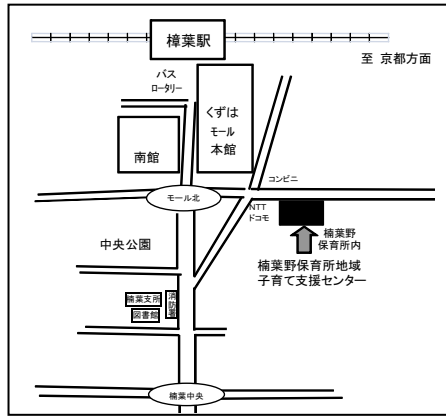 樟葉駅
至 京都方面
バス
ロータリー
くずは
モール
本館
南館
コンビニ
モール北
NTT
ドコモ
楠葉野
保育所内
中央公園
楠葉野保育所地域
子育て支援センター
楠葉支所
消防署
図書館
楠葉中央